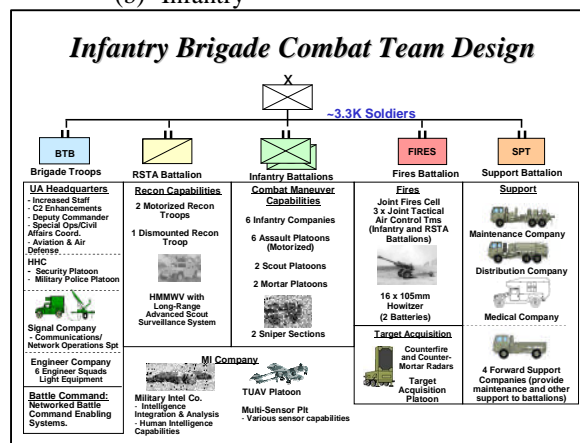 (b) Infantry
Infantry Brigade Combat Team Design
X
~3.3K Soldiers
BTB
FIRES
SPT
Brigade Troops
RSTA Battalion
Infantry Battalions
Fires Battalion
Support Battalion
UA Headquarters
- Increased Staff
- C2 Enhancements
- Deputy Commander
- Special Ops/Civil
Affairs Coord.
- Aviation & Air
Defense
HHC
- Security Platoon
- Military Police Platoon
Signal Company
- Communications/
Network Operations Spt
Engineer Company
6 Engineer Squads
Light Equipment
Battle Command:
Networked Battle
Command Enabling
Systems.
Recon Capabilities
2 Motorized Recon
Troops
1 Dismounted Recon
Troop
HMMWV with
Long-Range
Advanced Scout
Surveillance System
Combat Maneuver
Capabilities
6 Infantry Companies
6 Assault Platoons
(Motorized)
2 Scout Platoons
2 Mortar Platoons
2 Sniper Sections
MI Company
Military Intel Co.
- Intelligence
Integration & Analysis
- Human Intelligence
Capabilities
TUAV Platoon
Multi-Sensor Plt
- Various sensor capabilities
Fires
Joint Fires Cell
3 x Joint Tactical
Air Control Tms
(Infantry and RSTA
Battalions)
16 x 105mm
Howitzer
(2 Batteries)
Target Acquisition
Counterfire
and Counter-
Mortar Radars
Target
Acquisition
Platoon
Support
Maintenance Company
Distribution Company
Medical Company
4 Forward Support
Companies (provide
maintenance and other
support to battalions)